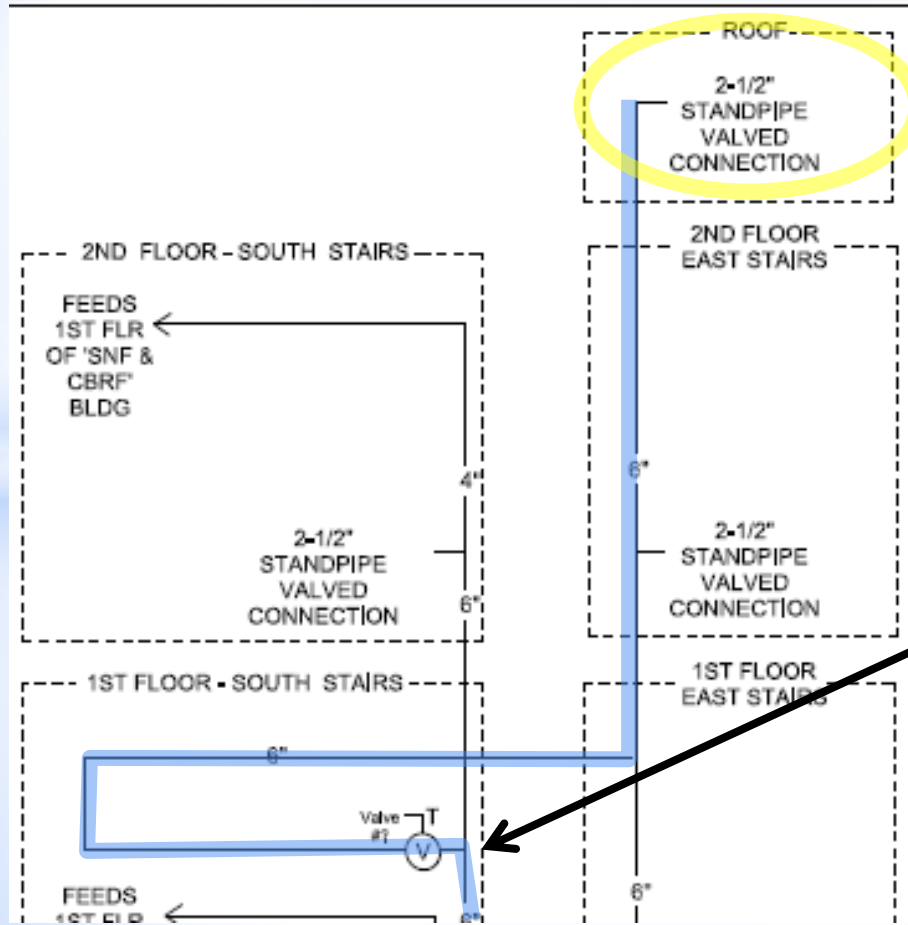 ROOF
2-1/2"
STANDPIPE
VALVED
CONNECTION
2ND FLOOR - SOUTH STAIRS
2ND FLOOR
EAST STAIRS
FEEDS
1ST FLR
OF 'SNF &
CBRF'
BLDG
4"
6"
2-1/2"
STANDPIPE
VALVED
CONNECTION
6"
2-1/2"
STANDPIPE
VALVED
CONNECTION
1ST FLOOR - SOUTH STAIRS
1ST FLOOR
EAST STAIRS
6"
Valve T
#?
V
FEEDS
1ST FLR
6"
6"